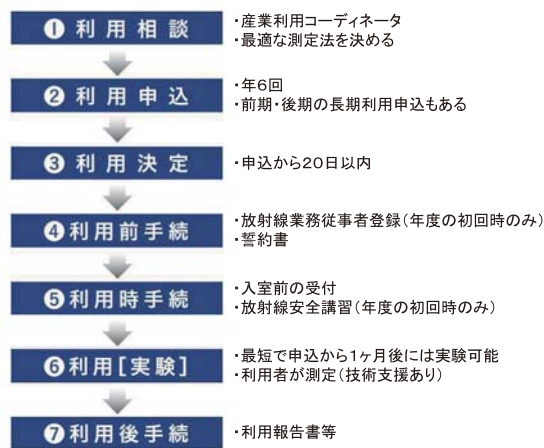 ❶利用相談
・産業利用コーディネータ
・最適な測定法を決める
❷利用申込
・年6回
・前期・後期の長期利用申込もある
❸利用決定
・申込から20日以内
❹利用前手続
・放射線業務従事者登録(年度の初回時のみ)
・誓約書
❺利用時手続
・入室前の受付
・放射線安全講習(年度の初回時のみ)
❻利用[実験]
・最短で申込から1ヶ月後には実験可能
・利用者が測定(技術支援あり)
❼利用後手続
・利用報告書等